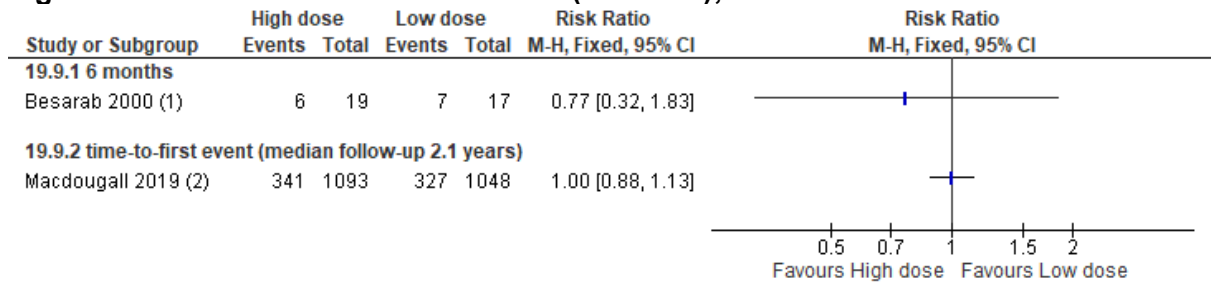 High dose Low dose Risk Ratio Risk Ratio
Study or Subgroup Events Total Events Total M-H, Fixed, 95% CI M-H, Fixed, 95% CI
19.9.1 6 months
Besarab 2000 (1) 6 19 7 17 0.77 [0.32, 1.83]
19.9.2 time-to-first event (median follow-up 2.1 years)
Macdougall 2019 (2) 341 1093 327 1048 1.00 [0.88, 1.13]
0.5 0.7 1 1.5 2
Favours High dose Favours Low dose